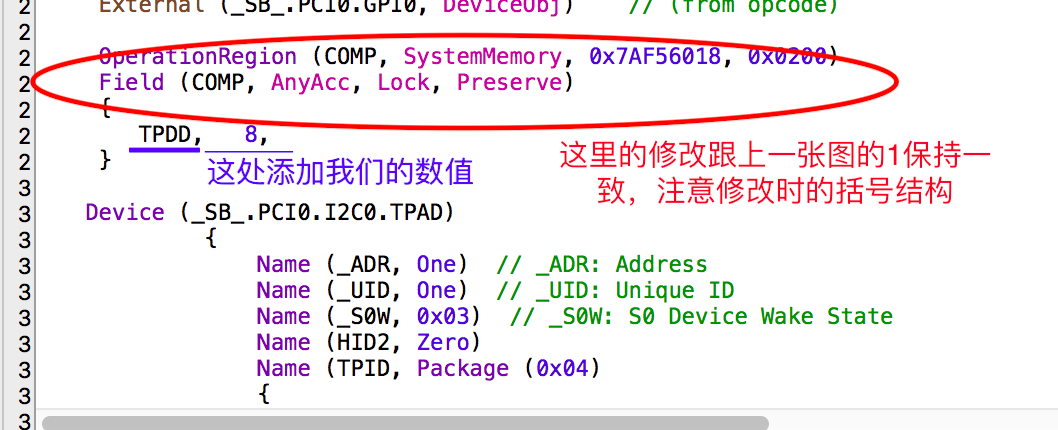 2 External (_SB_.PCI0.GPI0, DeviceObj) // (from opcode)
2
2 OperationRegion (COMP, SystemMemory, 0x7AF56018, 0x0200)
2 Field (COMP, AnyAcc, Lock, Preserve)
2 {
2 TPDD, 8,
2 }
这处添加我们的数值
这里的修改跟上一张图的1保持一
致，注意修改时的括号结构
3
3 Device (_SB_.PCI0.I2C0.TPAD)
3 {
3 Name (_ADR, One) // _ADR: Address
3 Name (_UID, One) // _UID: Unique ID
3 Name (_S0W, 0x03) // _S0W: S0 Device Wake State
3 Name (HID2, Zero)
3 Name (TPID, Package (0x04)
3 {
3